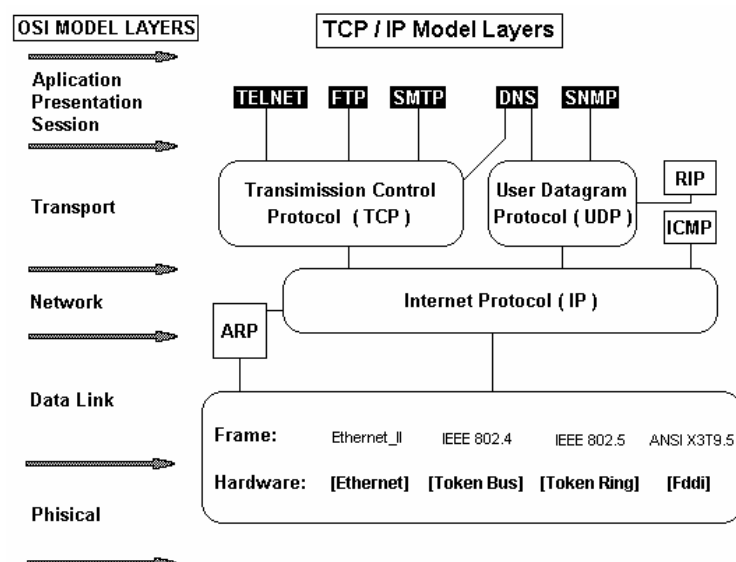 OSI MODEL LAYERS
TCP / IP Model Layers
Aplication
Presentation
Session
TELNET FTP SMTP DNS SNMP
Transport
Transimission Control
Protocol ( TCP )
User Datagram
Protocol ( UDP )
RIP
ICMP
Network
Internet Protocol ( IP )
ARP
Data Link
Frame: Ethernet_II IEEE 802.4 IEEE 802.5 ANSI X3T9.5
Hardware: [Ethernet] [Token Bus] [Token Ring] [Fddi]
Phisical